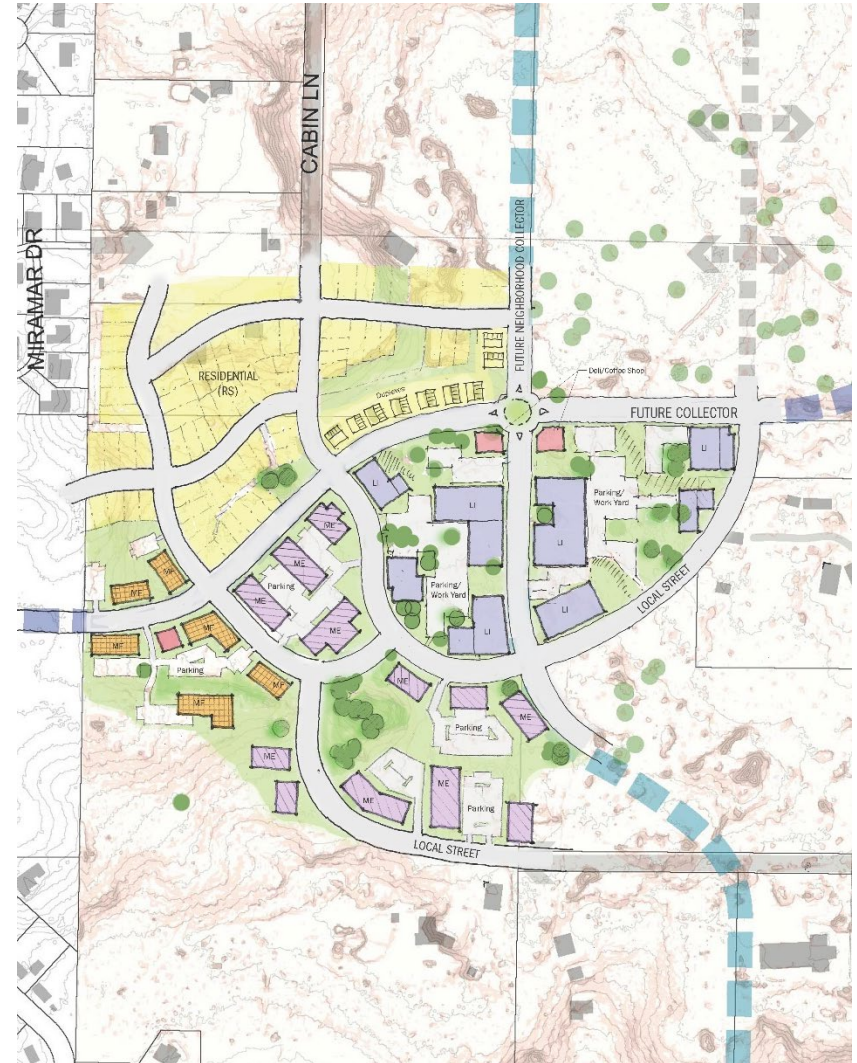 CABIN LN
MIRAMAR DR
FUTURE NEIGHBORHOOD COLLECTOR
Deli/Coffee Shop
RESIDENTIAL
(RS)
Duplexes
FUTURE COLLECTOR
LI
LI
LI
LI
Parking/
Work Yard
LI
LI
ME
ME
Parking
ME
ME
Parking/
Work Yard
LI
LI
LOCAL STREET
MF
MF
MF
MF
MF
MF
Parking
ME
ME
ME
Parking
ME
ME
ME
Parking
LOCAL STREET